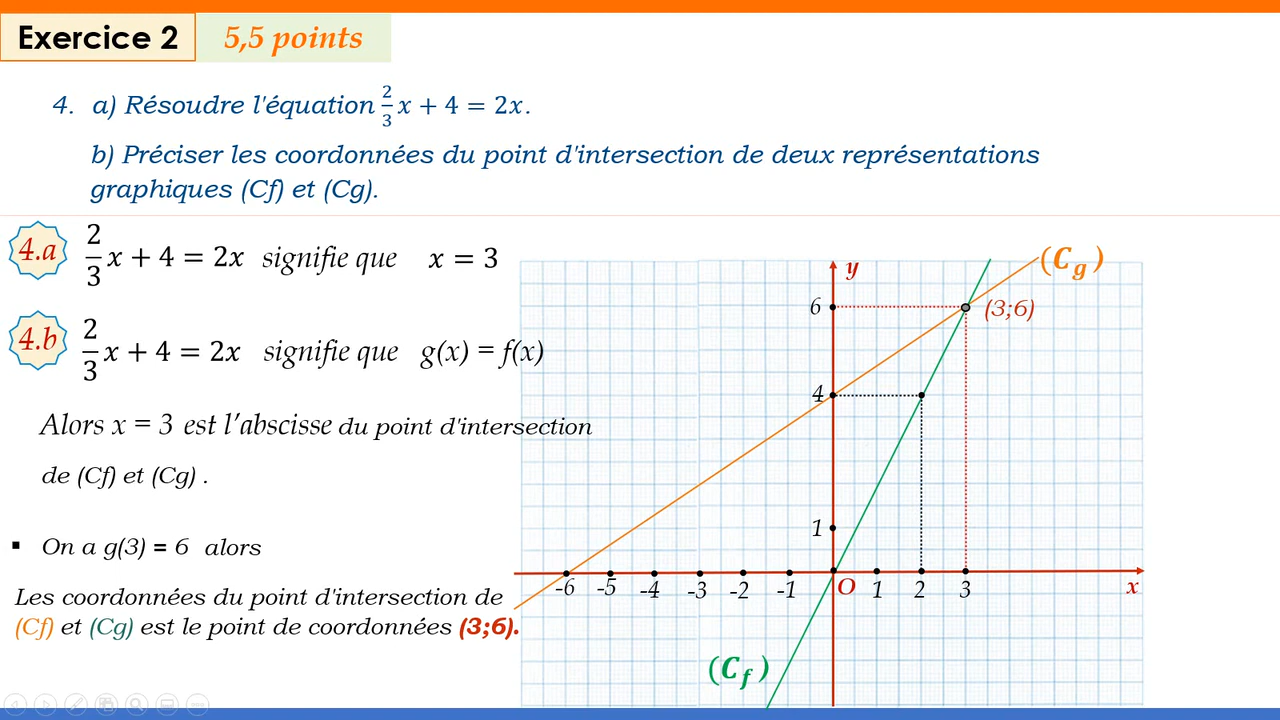 Exercice 2
5,5 points
4. a) Résoudre l'équation 2/3 x + 4 = 2x.
b) Préciser les coordonnées du point d'intersection de deux représentations
graphiques (Cf) et (Cg).
4.a 2/3 x + 4 = 2x signifie que x = 3
4.b 2/3 x + 4 = 2x signifie que g(x) = f(x)
Alors x = 3 est l’abscisse du point d'intersection
de (Cf) et (Cg) .
▪ On a g(3) = 6 alors
Les coordonnées du point d'intersection de
(Cf) et (Cg) est le point de coordonnées (3;6).
(C_g )
y
6
(3;6)
4
1
-6 -5 -4 -3 -2 -1 O 1 2 3 x
(C_f )